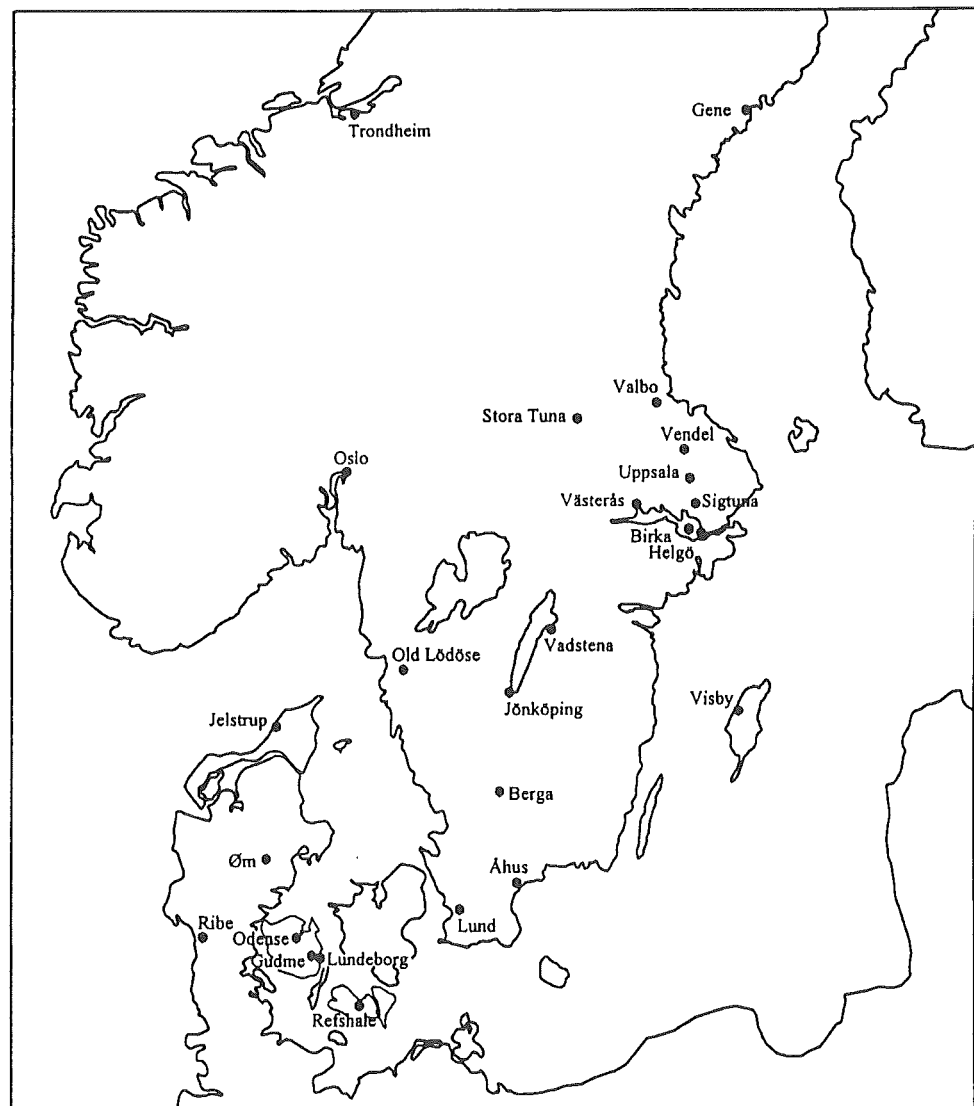 Trondheim
Gene
Valbo
Stora Tuna
Vendel
Oslo
Uppsala
Västerås
Sigtuna
Birka
Helgö
Vadstena
Old Lödöse
Jönköping
Visby
Jelstrup
Berga
Øm
Åhus
Lund
Ribe
Odense
Gudme
Lundeborg
Refshale